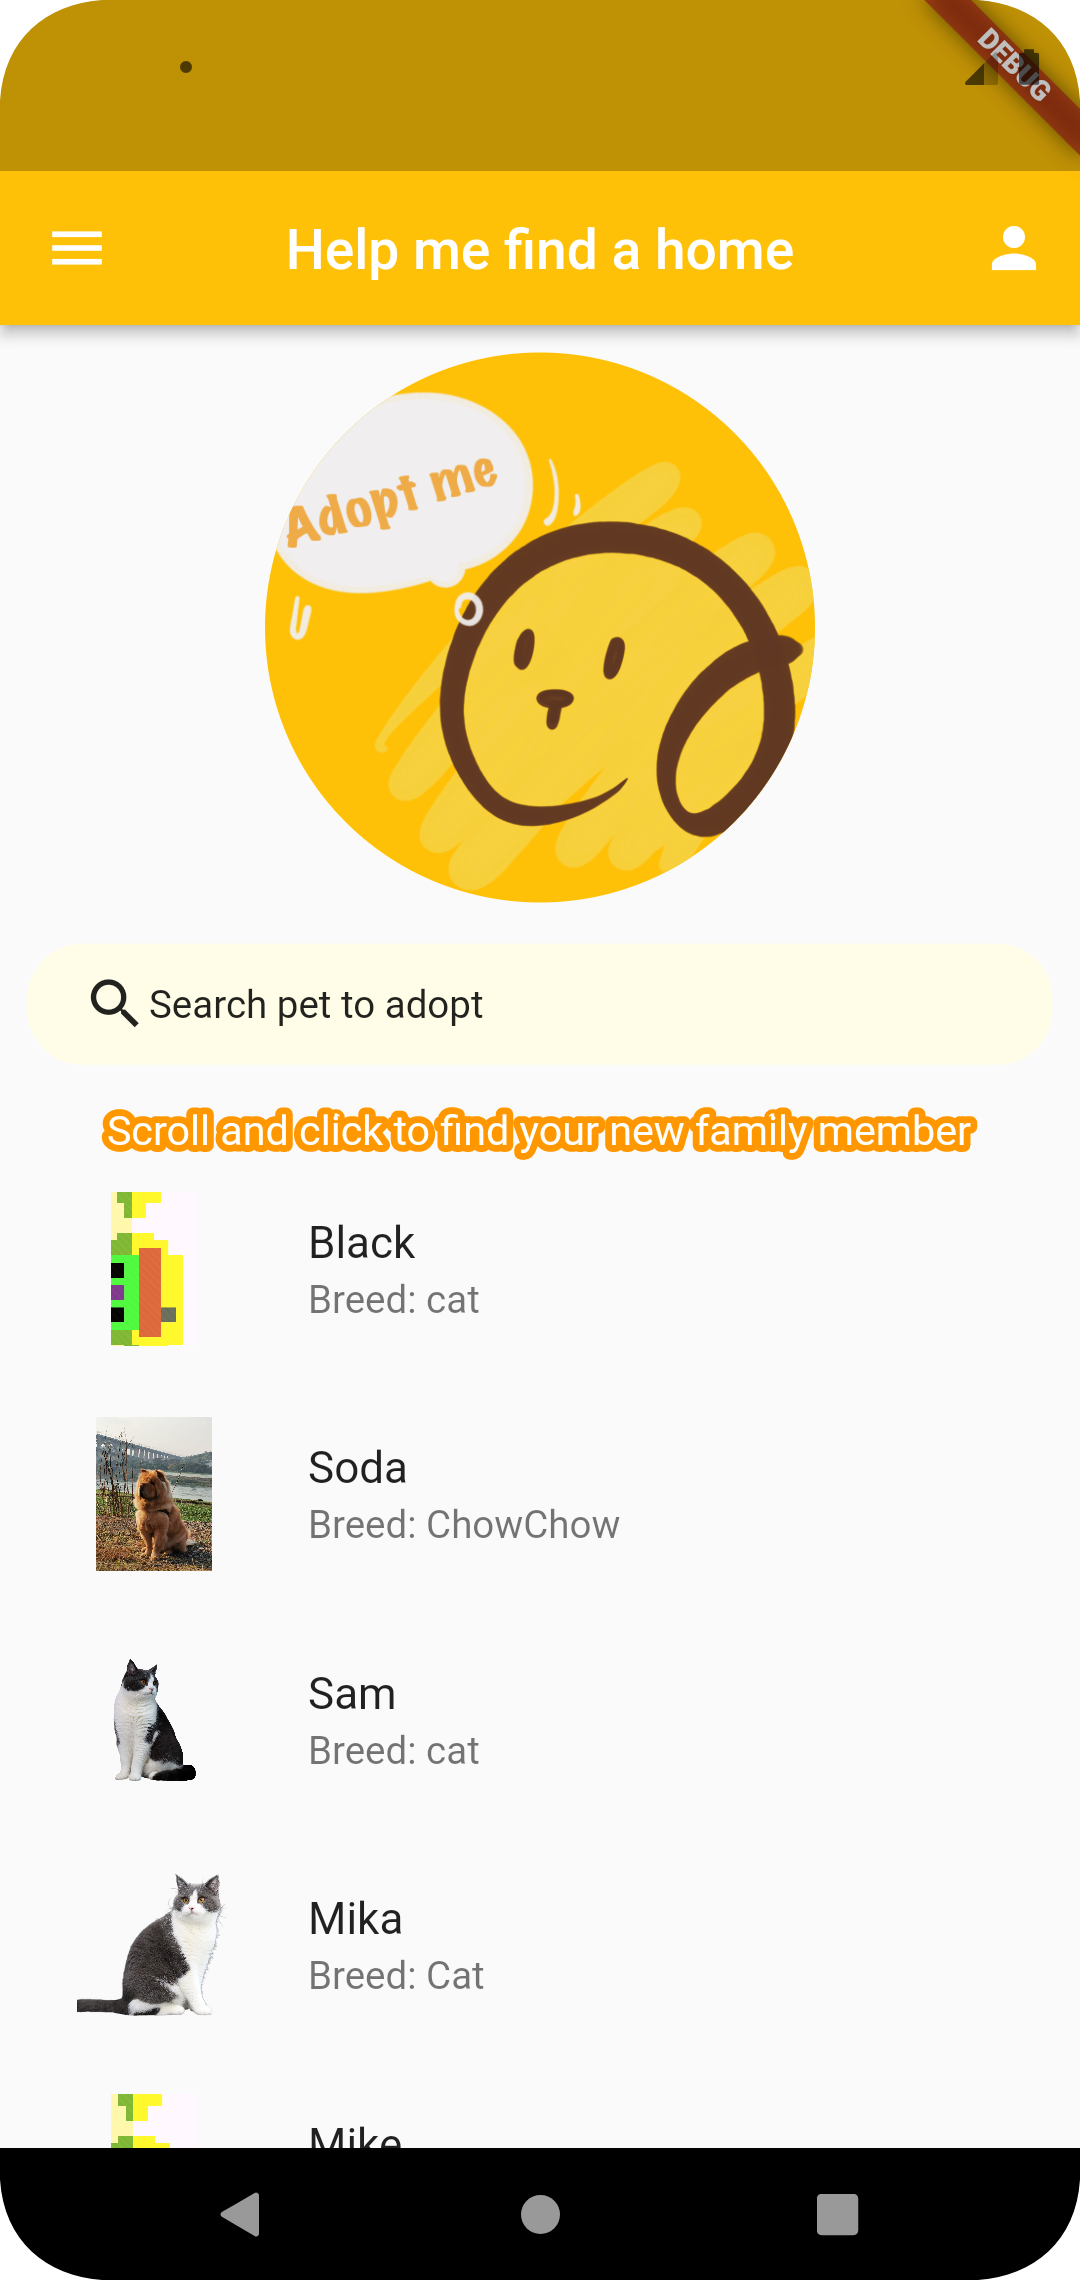 DEBUG
Help me find a home
Adopt me
Search pet to adopt
Scroll and click to find your new family member
Black
Breed: cat
Soda
Breed: ChowChow
Sam
Breed: cat
Mika
Breed: Cat
Mike